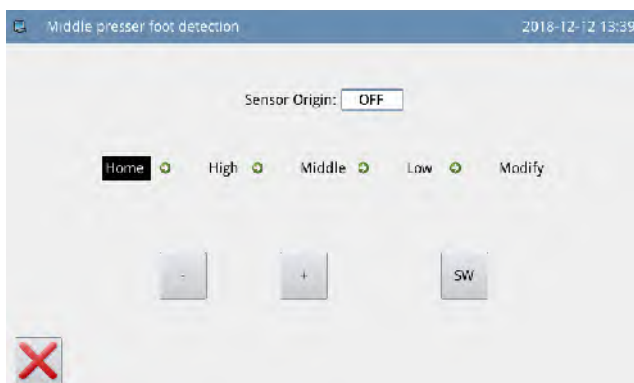 Middle presser foot detection 2018-12-12 13:39
Sensor Origin: OFF
Home High Middle Low Modify
- + SW